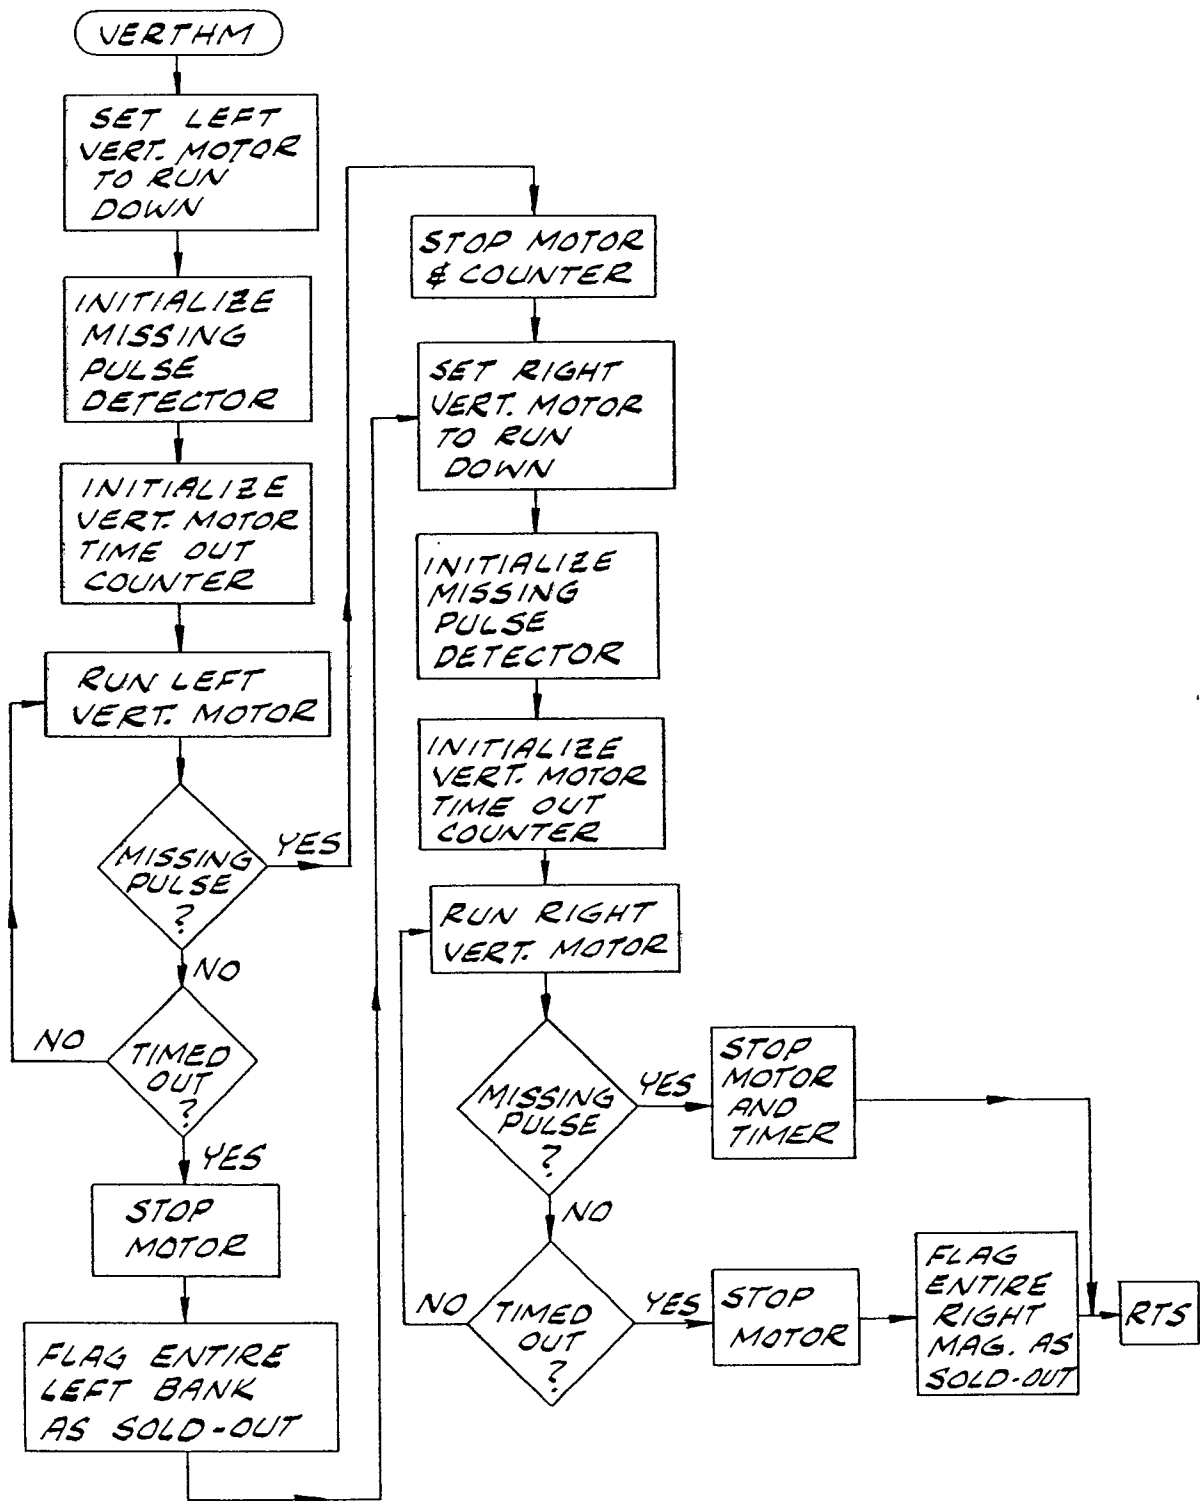 VERTHM
SET LEFT
VERT. MOTOR
TO RUN
DOWN
INITIALIZE
MISSING
PULSE
DETECTOR
INITIALIZE
VERT. MOTOR
TIME OUT
COUNTER
RUN LEFT
VERT. MOTOR
MISSING
PULSE
?
YES
NO
TIMED
OUT
?
NO
YES
STOP
MOTOR
FLAG ENTIRE
LEFT BANK
AS SOLD-OUT
STOP MOTOR
& COUNTER
SET RIGHT
VERT. MOTOR
TO RUN
DOWN
INITIALIZE
MISSING
PULSE
DETECTOR
INITIALIZE
VERT. MOTOR
TIME OUT
COUNTER
RUN RIGHT
VERT. MOTOR
MISSING
PULSE
?
YES
STOP
MOTOR
AND
TIMER
NO
TIMED
OUT
?
NO
YES
STOP
MOTOR
FLAG
ENTIRE
RIGHT
MAG. AS
SOLD-OUT
RTS